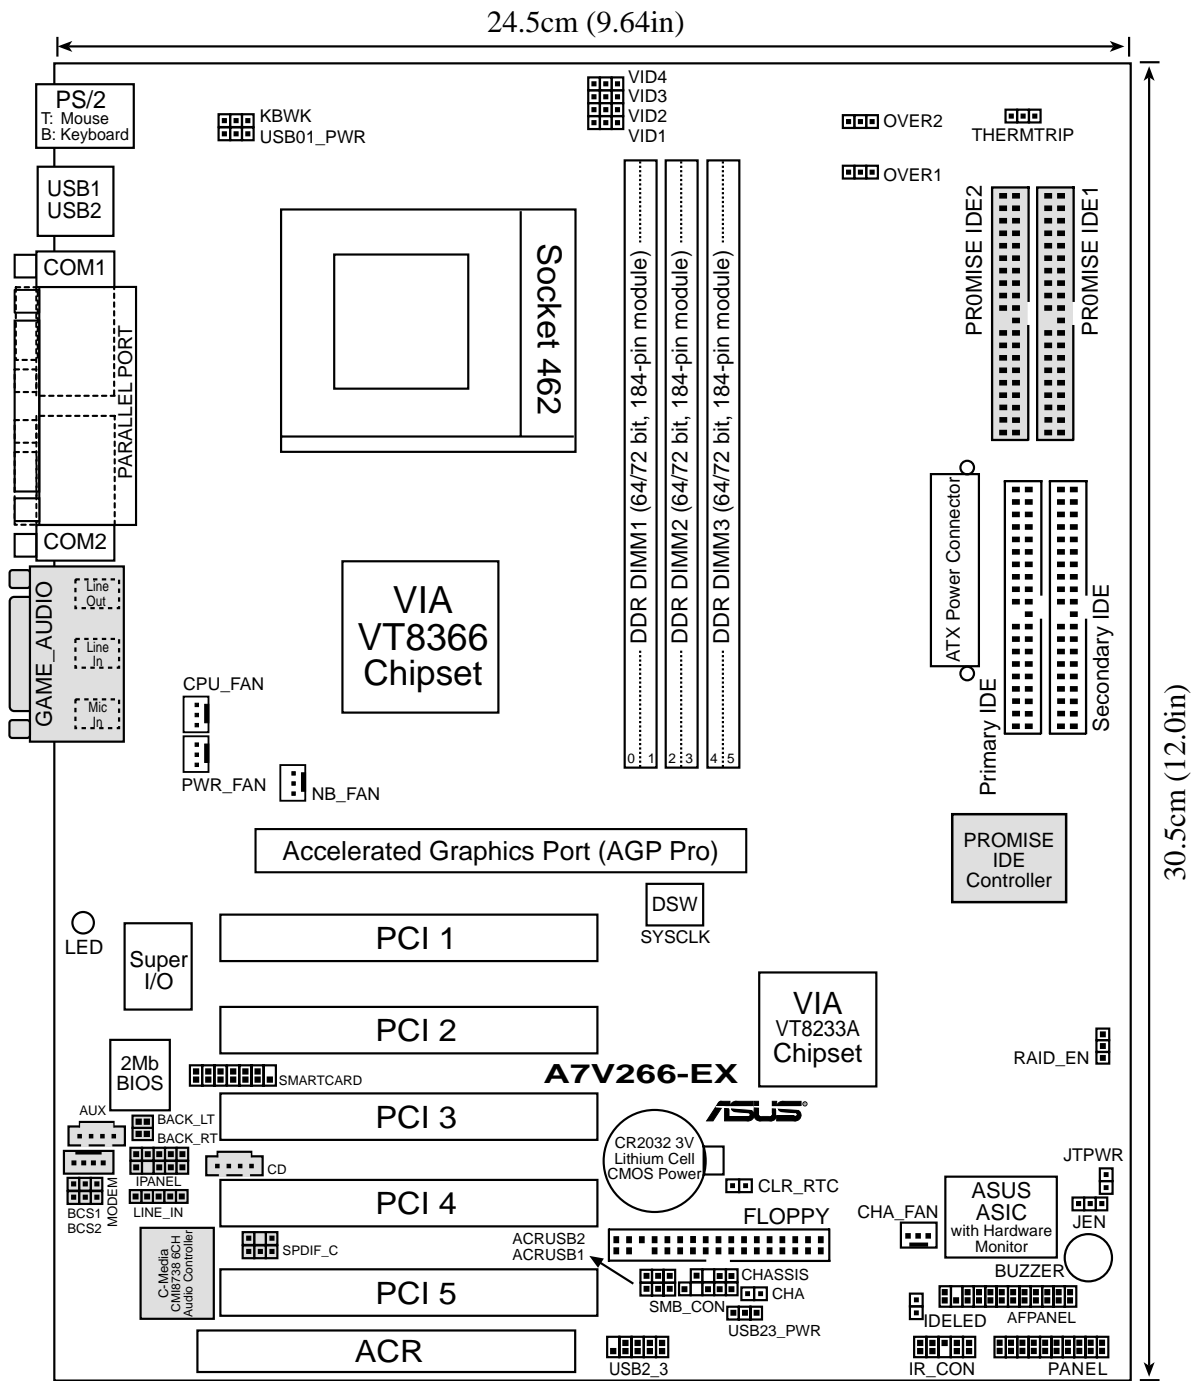 24.5cm (9.64in)
PS/2
T: Mouse
B: Keyboard
KBWK
USB01_PWR
VID4
VID3
VID2
VID1
OVER2
THERMTRIP
OVER1
USB1
USB2
COM1
PARALLEL PORT
COM2
Socket 462
DDR DIMM1 (64/72 bit, 184-pin module)
DDR DIMM2 (64/72 bit, 184-pin module)
DDR DIMM3 (64/72 bit, 184-pin module)
0 1
2 3
4 5
PR0MISE IDE2
PR0MISE IDE1
ATX Power Connector
Primary IDE
Secondary IDE
30.5cm (12.0in)
GAME_AUDIO
Line
Out
Line
In
Mic
In
VIA
VT8366
Chipset
CPU_FAN
PWR_FAN
NB_FAN
Accelerated Graphics Port (AGP Pro)
PROMISE
IDE
Controller
DSW
SYSCLK
LED
Super
I/O
PCI 1
PCI 2
VIA
VT8233A
Chipset
RAID_EN
2Mb
BIOS
SMARTCARD
A7V266-EX
ASUS
AUX
BACK_LT
BACK_RT
PCI 3
CR2032 3V
Lithium Cell
CMOS Power
IPANEL
CD
MODEM
BCS1
BCS2
LINE_IN
PCI 4
CLR_RTC
FLOPPY
JTPWR
JEN
CHA_FAN
ASUS
ASIC
with Hardware
Monitor
BUZZER
C-Media
CMI8738 6CH
Audio Controller
SPDIF_C
ACRUSB2
ACRUSB1
PCI 5
CHASSIS
SMB_CON
CHA
USB23_PWR
IDELED
AFPANEL
ACR
USB2_3
IR_CON
PANEL